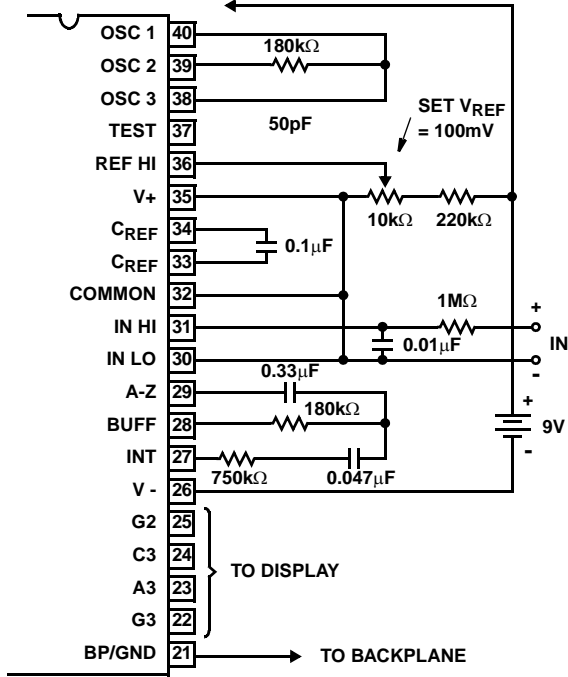 OSC 1 40
180kΩ
OSC 2 39
OSC 3 38
50pF
SET VREF
= 100mV
TEST 37
REF HI 36
V+ 35
10kΩ 220kΩ
CREF 34
0.1µF
CREF 33
COMMON 32
1MΩ
+
IN HI 31
0.01µF
IN
IN LO 30
-
0.33µF
A-Z 29
180kΩ
+
BUFF 28
9V
-
INT 27
750kΩ 0.047µF
V - 26
G2 25
C3 24
TO DISPLAY
A3 23
G3 22
BP/GND 21 TO BACKPLANE